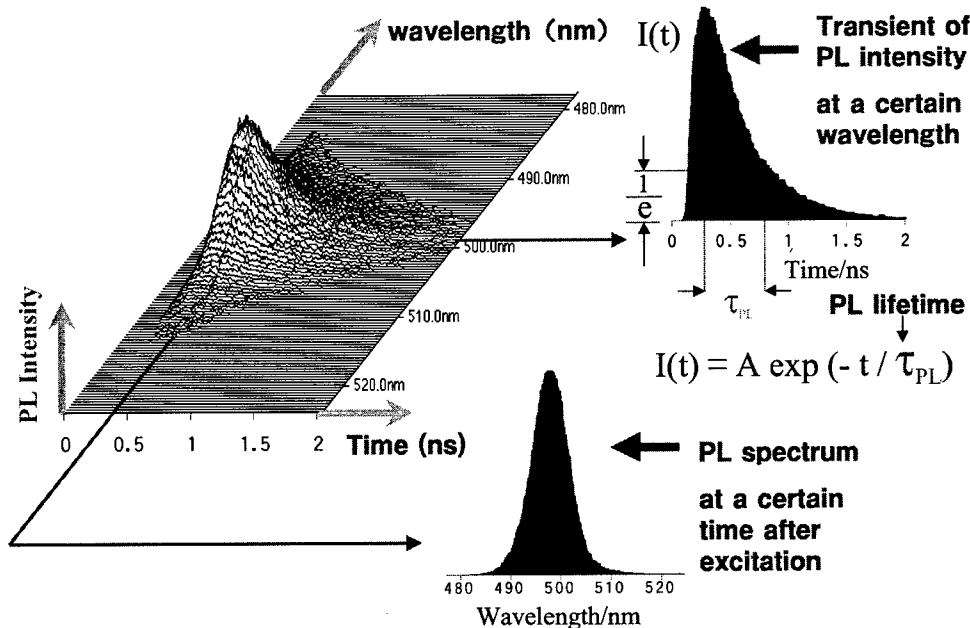 wavelength (nm)
480.0nm
490.0nm
500.0nm
510.0nm
520.0nm
PL Intensity
0 0.5 1 1.5 2 Time (ns)
I(t)
Transient of
PL intensity
at a certain
wavelength
1
e
0 0.5 1 1.5 2
Time/ns
τPL
PL lifetime
I(t) = A exp (- t / τPL)
PL spectrum
at a certain
time after
excitation
480 490 500 510 520
Wavelength/nm